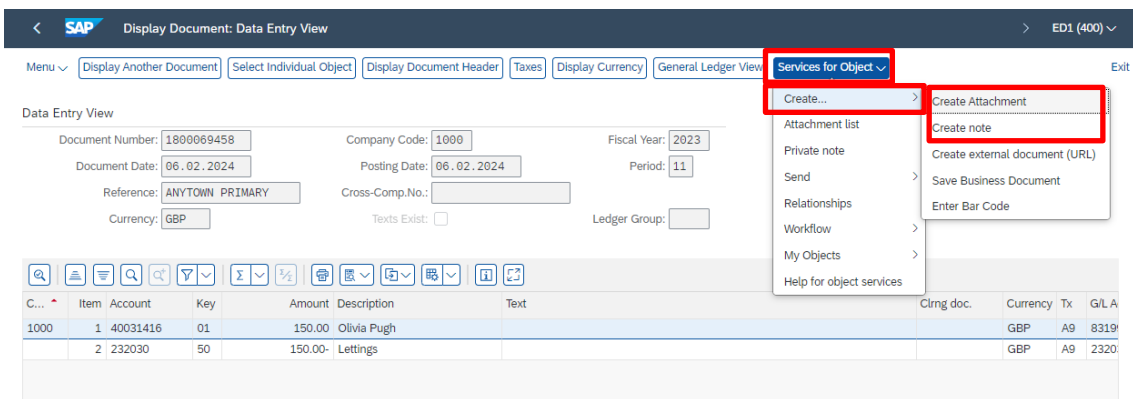 SAP Display Document: Data Entry View ED1 (400)
Menu Display Another Document Select Individual Object Display Document Header Taxes Display Currency General Ledger View Services for Object Exit
Create...
Attachment list
Private note
Send
Relationships
Workflow
My Objects
Help for object services
Create Attachment
Create note
Create external document (URL)
Save Business Document
Enter Bar Code
Data Entry View
Document Number: 1800069458 Company Code: 1000 Fiscal Year: 2023
Document Date: 06.02.2024 Posting Date: 06.02.2024 Period: 11
Reference: ANYTOWN PRIMARY Cross-Comp.No.:
Currency: GBP Texts Exist: Ledger Group:
C... Item Account Key Amount Description Text Clrng doc. Currency Tx G/L A
1000 1 40031416 01 150.00 Olivia Pugh GBP A9 8319
2 232030 50 150.00- Lettings GBP A9 2320